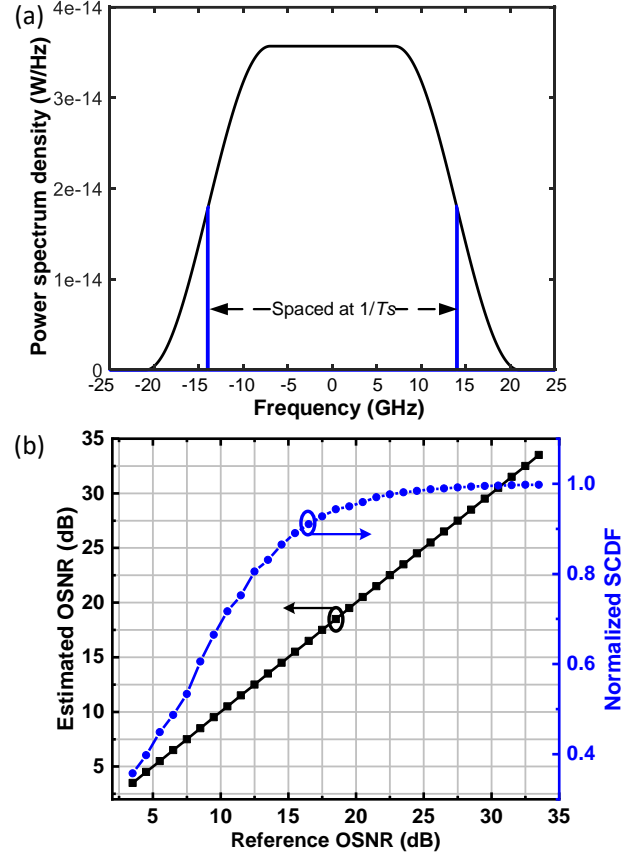 (a)
Power spectrum density (W/Hz)
4e-14
3e-14
2e-14
1e-14
0
Spaced at 1/Ts
-25 -20 -15 -10 -5 0 5 10 15 20 25
Frequency (GHz)
(b)
Estimated OSNR (dB)
35
30
25
20
15
10
5
1.0
0.8
0.6
0.4
Normalized SCDF
5 10 15 20 25 30 35
Reference OSNR (dB)